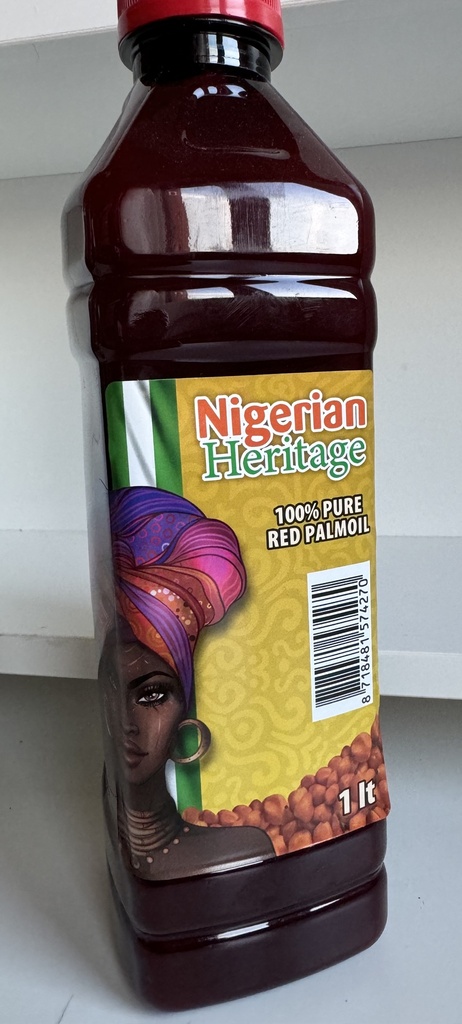 Nigerian
Heritage
100% PURE
RED PALMOIL
8 718481 574270
1 lt